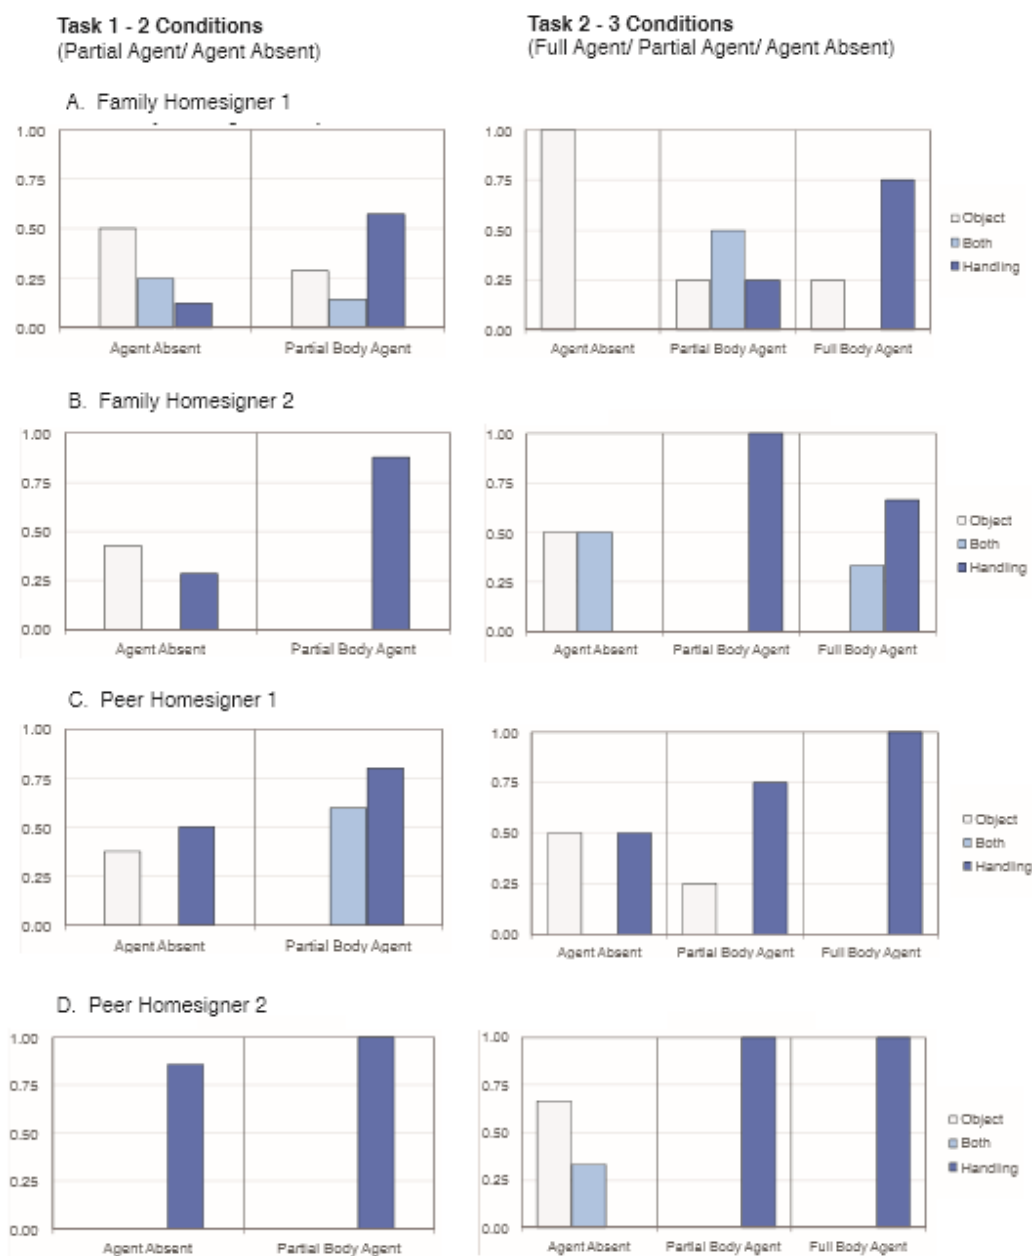 Task 1 - 2 Conditions
(Partial Agent/ Agent Absent)
Task 2 - 3 Conditions
(Full Agent/ Partial Agent/ Agent Absent)
A. Family Homesigner 1
1.00
0.75
0.50
0.25
0.00
Agent Absent
Partial Body Agent
1.00
0.75
0.50
0.25
0.00
Agent Absent
Partial Body Agent
Full Body Agent
Object
Both
Handling
B. Family Homesigner 2
1.00
0.75
0.50
0.25
0.00
Agent Absent
Partial Body Agent
1.00
0.75
0.50
0.25
0.00
Agent Absent
Partial Body Agent
Full Body Agent
Object
Both
Handling
C. Peer Homesigner 1
1.00
0.75
0.50
0.25
0.00
Agent Absent
Partial Body Agent
1.00
0.75
0.50
0.25
0.00
Agent Absent
Partial Body Agent
Full Body Agent
Object
Both
Handling
D. Peer Homesigner 2
1.00
0.75
0.50
0.25
0.00
Agent Absent
Partial Body Agent
1.00
0.75
0.50
0.25
0.00
Agent Absent
Partial Body Agent
Full Body Agent
Object
Both
Handling